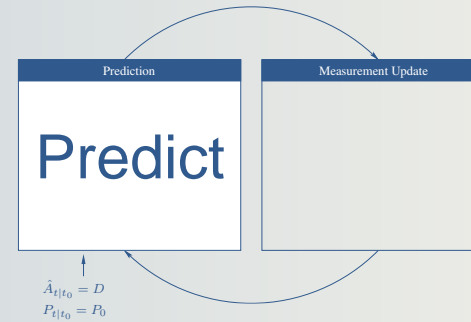 Prediction
Measurement Update
Predict
Â_{t|t_0} = D
P_{t|t_0} = P_0